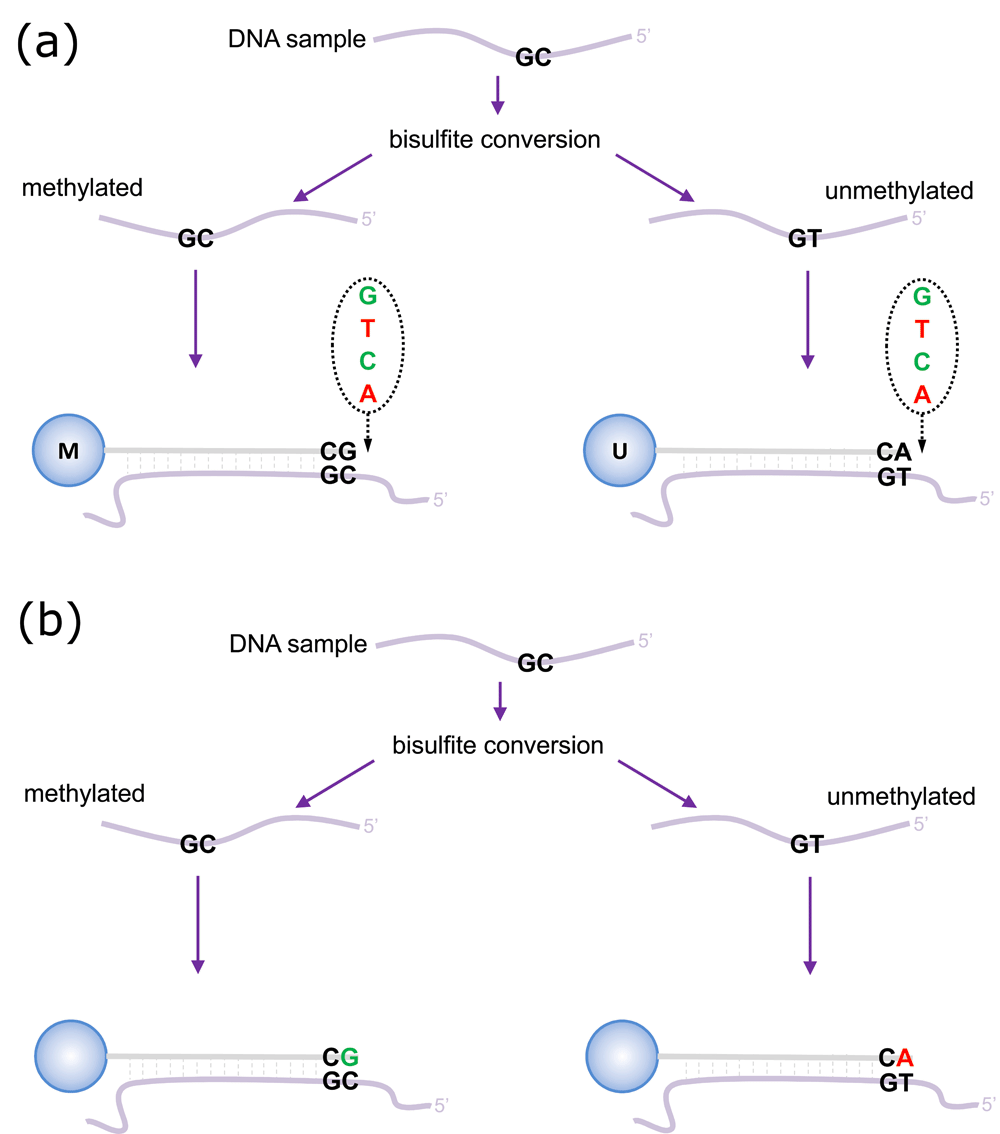 (a)
DNA sample
GC
5’
bisulfite conversion
methylated
GC
5’
unmethylated
GT
5’
G
T
C
A
M
CG
GC
5’
G
T
C
A
U
CA
GT
5’
(b)
DNA sample
GC
5’
bisulfite conversion
methylated
GC
5’
unmethylated
GT
5’
CG
GC
5’
CA
GT
5’